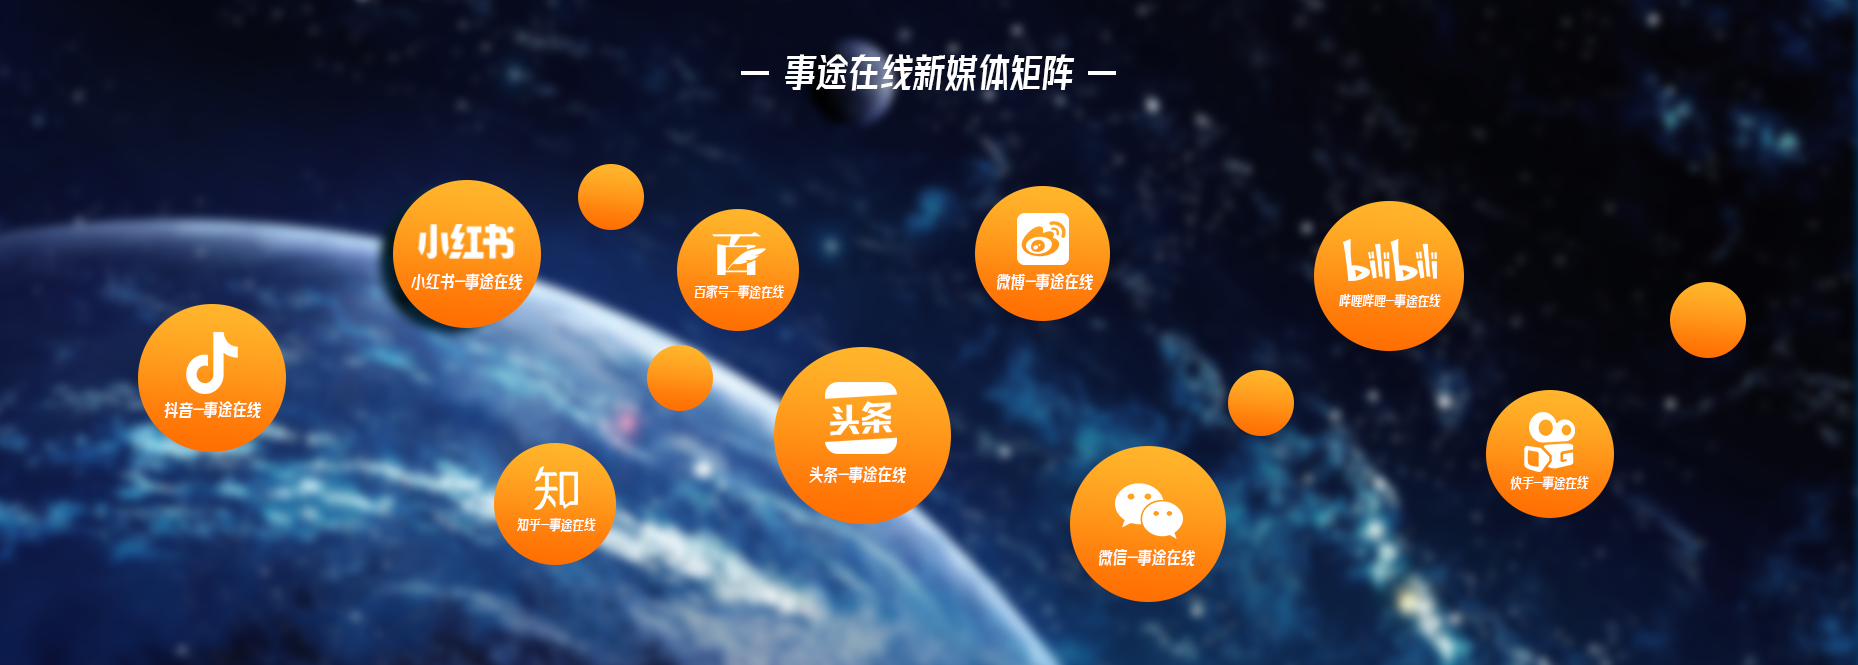 — 事途在线新媒体矩阵 —
小红书
小红书-事途在线
百
百家号-事途在线
微博-事途在线
bilibili
哔哩哔哩-事途在线
抖音-事途在线
头条
头条-事途在线
知
知乎-事途在线
微信-事途在线
快手-事途在线